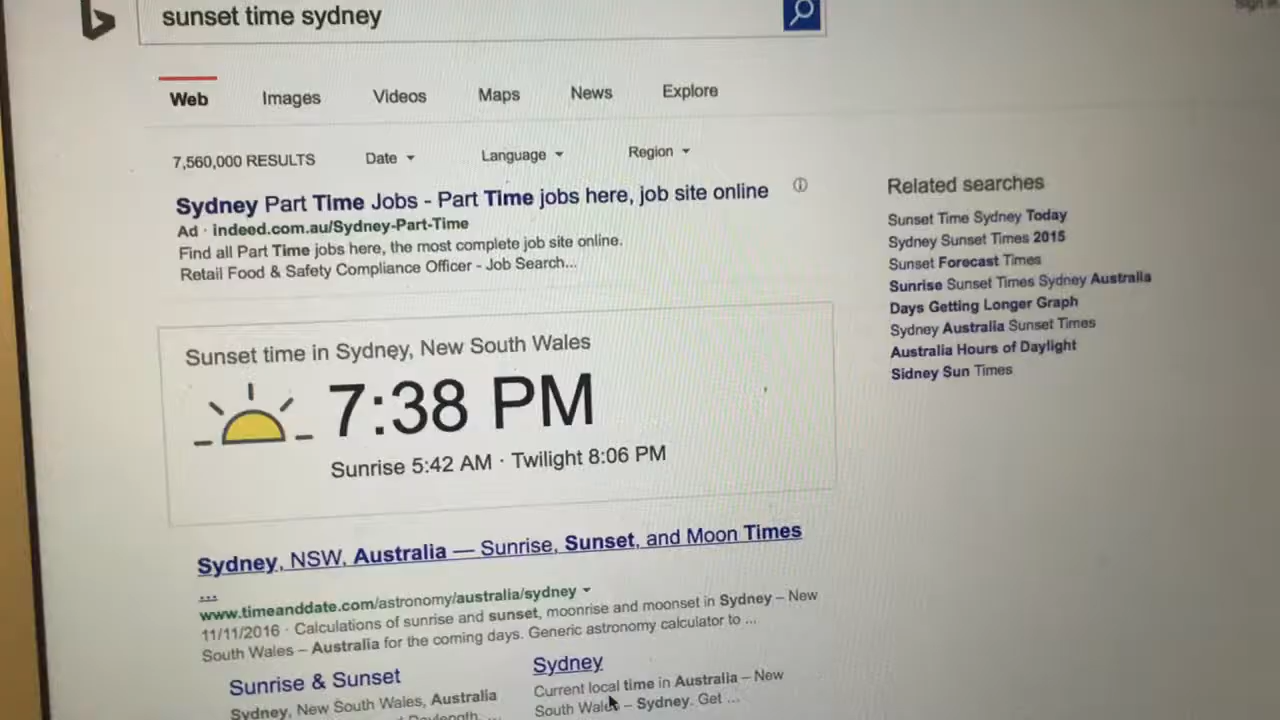 sunset time sydney
Web Images Videos Maps News Explore
7,560,000 RESULTS Date Language Region
Sydney Part Time Jobs - Part Time jobs here, job site online
Ad · indeed.com.au/Sydney-Part-Time
Find all Part Time jobs here, the most complete job site online.
Retail Food & Safety Compliance Officer - Job Search...
Sunset time in Sydney, New South Wales
7:38 PM
Sunrise 5:42 AM · Twilight 8:06 PM
Sydney, NSW, Australia — Sunrise, Sunset, and Moon Times
...
www.timeanddate.com/astronomy/australia/sydney
11/11/2016 · Calculations of sunrise and sunset, moonrise and moonset in Sydney – New
South Wales – Australia for the coming days. Generic astronomy calculator to ...
Sunrise & Sunset
Sydney, New South Wales, Australia
Sydney
Current local time in Australia – New
South Wales – Sydney. Get ...
Related searches
Sunset Time Sydney Today
Sydney Sunset Times 2015
Sunset Forecast Times
Sunrise Sunset Times Sydney Australia
Days Getting Longer Graph
Sydney Australia Sunset Times
Australia Hours of Daylight
Sidney Sun Times